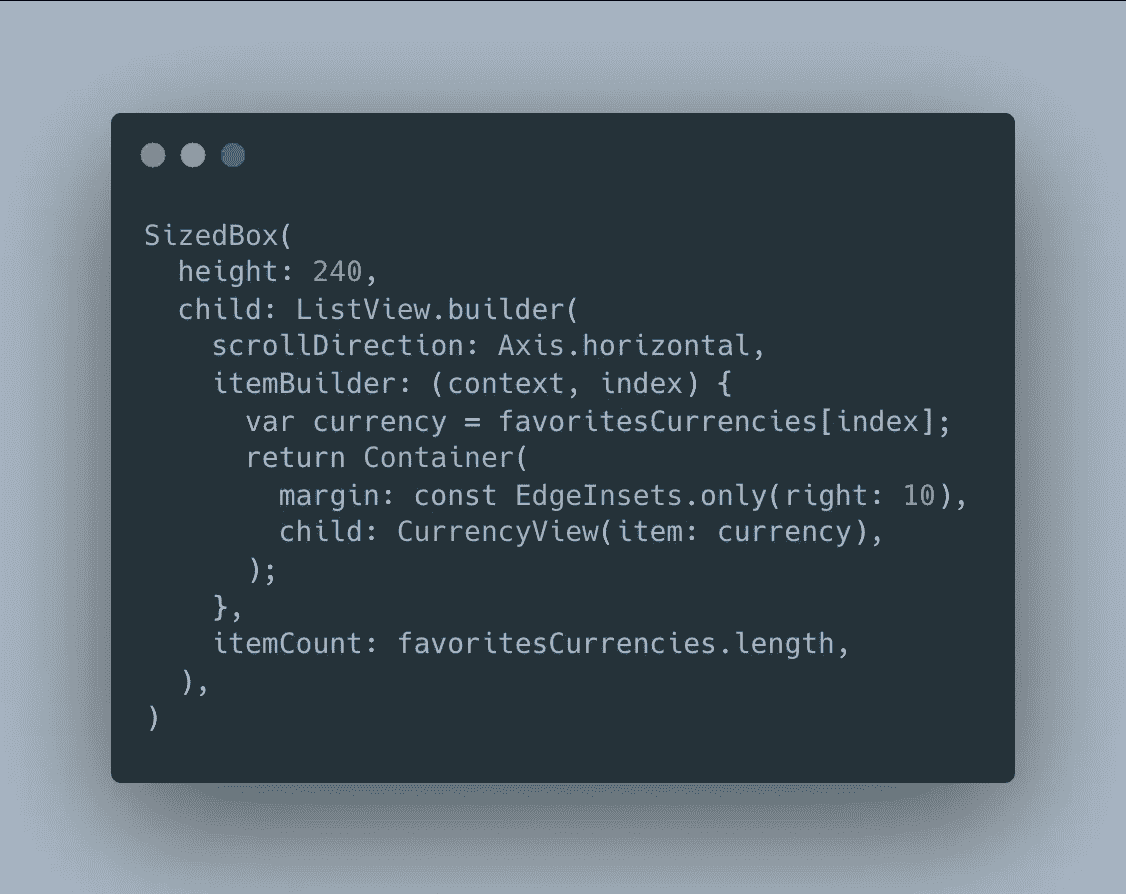 SizedBox(
  height: 240,
  child: ListView.builder(
    scrollDirection: Axis.horizontal,
    itemBuilder: (context, index) {
      var currency = favoritesCurrencies[index];
      return Container(
        margin: const EdgeInsets.only(right: 10),
        child: CurrencyView(item: currency),
      );
    },
    itemCount: favoritesCurrencies.length,
  ),
)